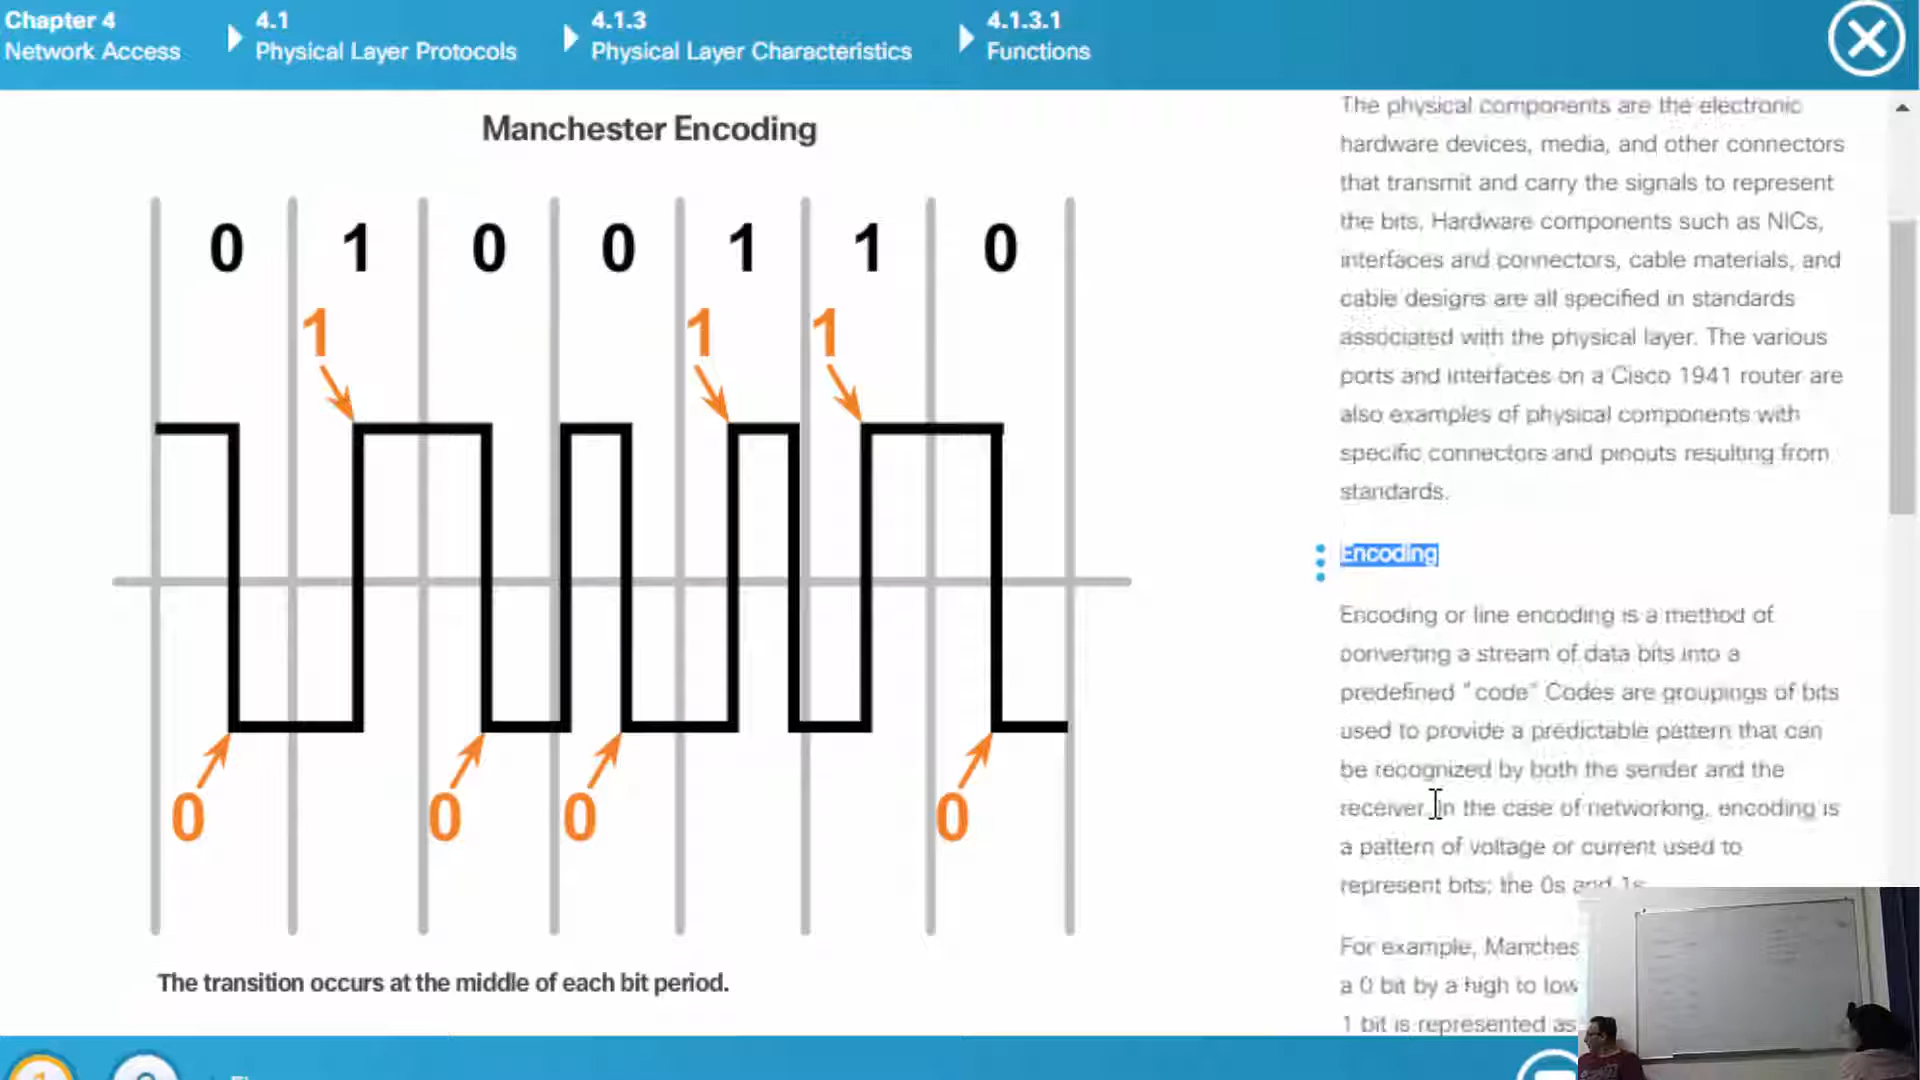 Chapter 4
Network Access
4.1
Physical Layer Protocols
4.1.3
Physical Layer Characteristics
4.1.3.1
Functions
Manchester Encoding
0 1 0 0 1 1 0
1 1 1
0 0 0 0
The transition occurs at the middle of each bit period.
The physical components are the electronic
hardware devices, media, and other connectors
that transmit and carry the signals to represent
the bits. Hardware components such as NICs,
interfaces and connectors, cable materials, and
cable designs are all specified in standards
associated with the physical layer. The various
ports and interfaces on a Cisco 1941 router are
also examples of physical components with
specific connectors and pinouts resulting from
standards.
Encoding
Encoding or line encoding is a method of
converting a stream of data bits into a
predefined "code" Codes are groupings of bits
used to provide a predictable pattern that can
be recognized by both the sender and the
receiver. In the case of networking, encoding is
a pattern of voltage or current used to
represent bits; the 0s and 1s
For example, Manches
a 0 bit by a high to low
1 bit is represented as